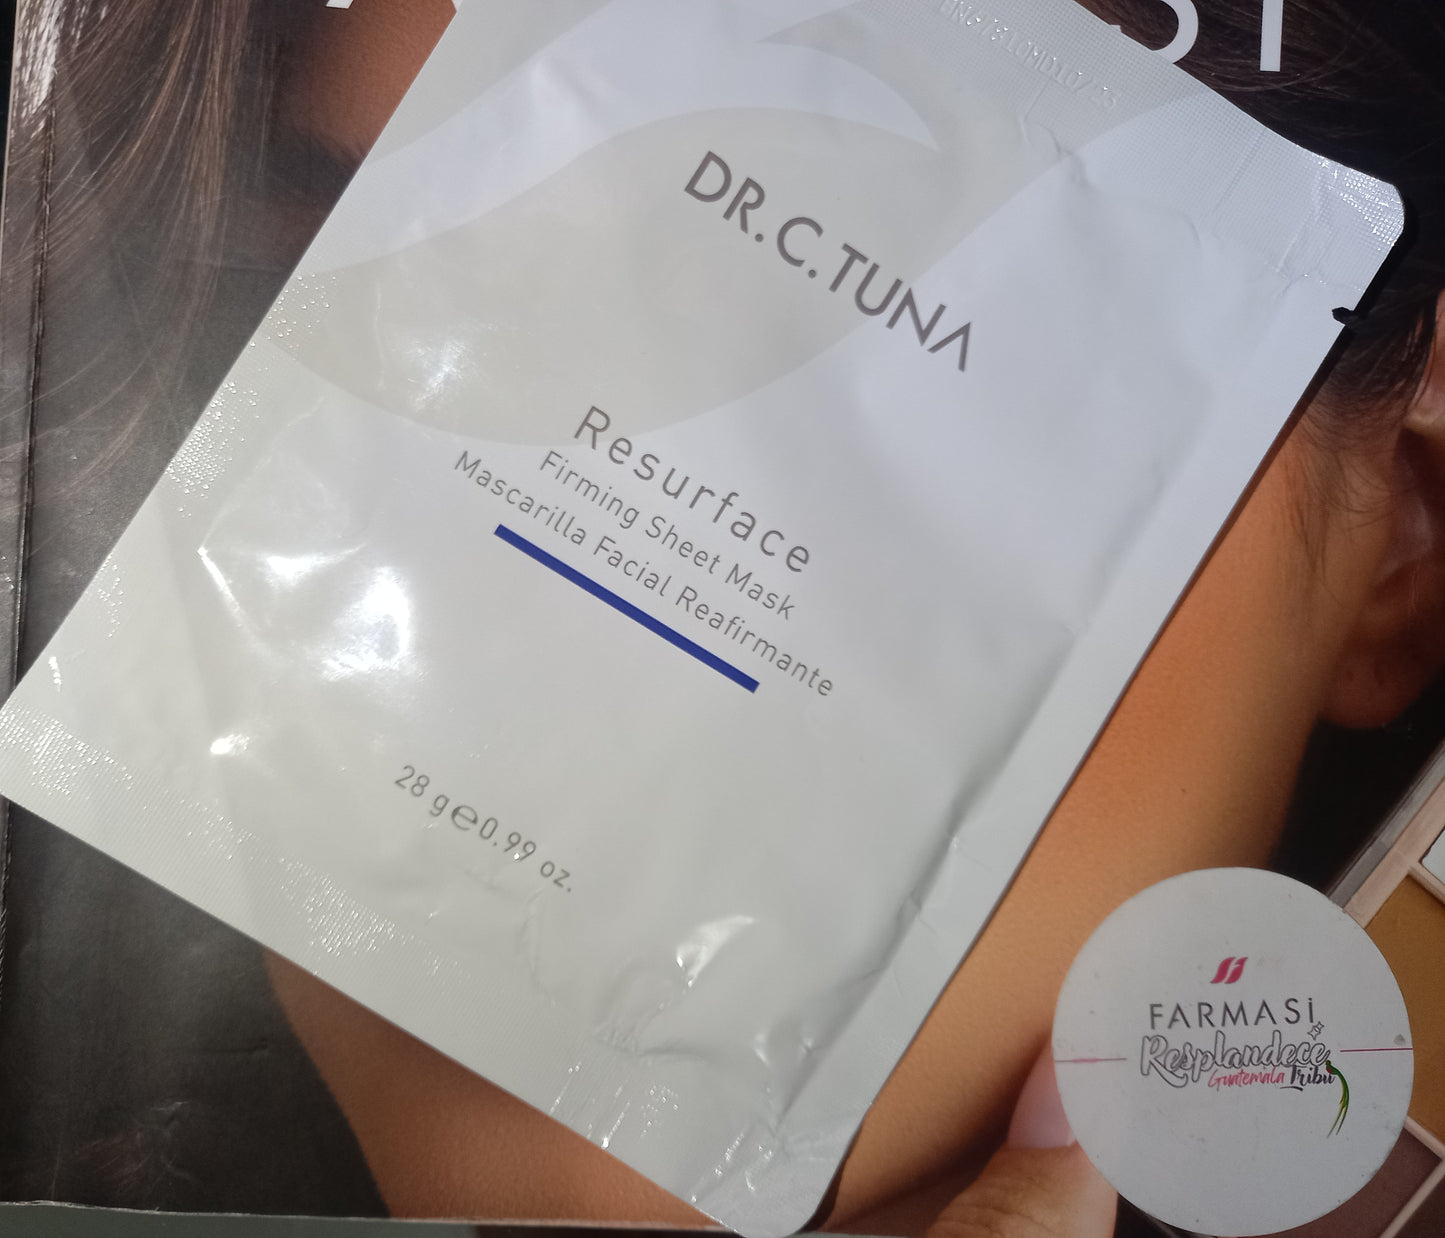 DR. C. TUNA
Resurface
Firming Sheet Mask
Mascarilla Facial Reafirmante
28 g ℮ 0.99 oz.
FARMASi
Resplandece
Guatemala Tribu